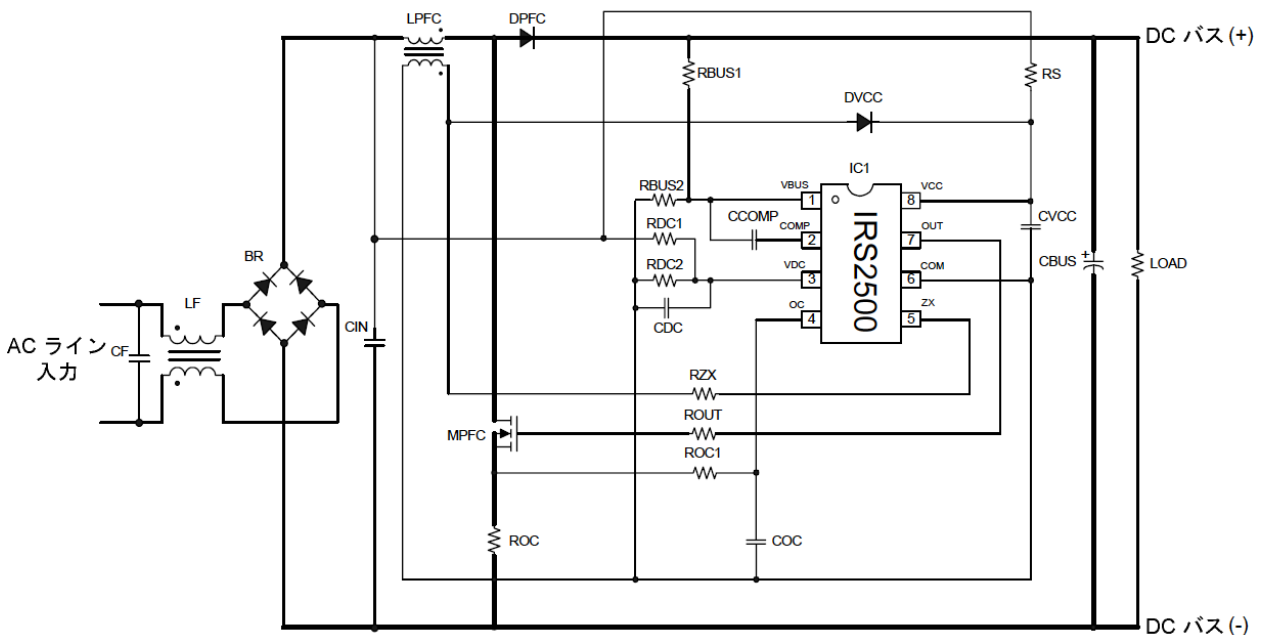 LPFC
DPFC
DC バス (+)
RBUS1
RS
DVCC
IC1
RBUS2
VBUS
1
8
VCC
CCOMP
RDC1
COMP
2
7
OUT
CVCC
BR
RDC2
VDC
3
6
COM
CBUS
+
LOAD
LF
CDC
OC
4
5
ZX
IRS2500
CIN
AC ライン
入力
CF
RZX
ROUT
MPFC
ROC1
ROC
COC
DC バス (-)